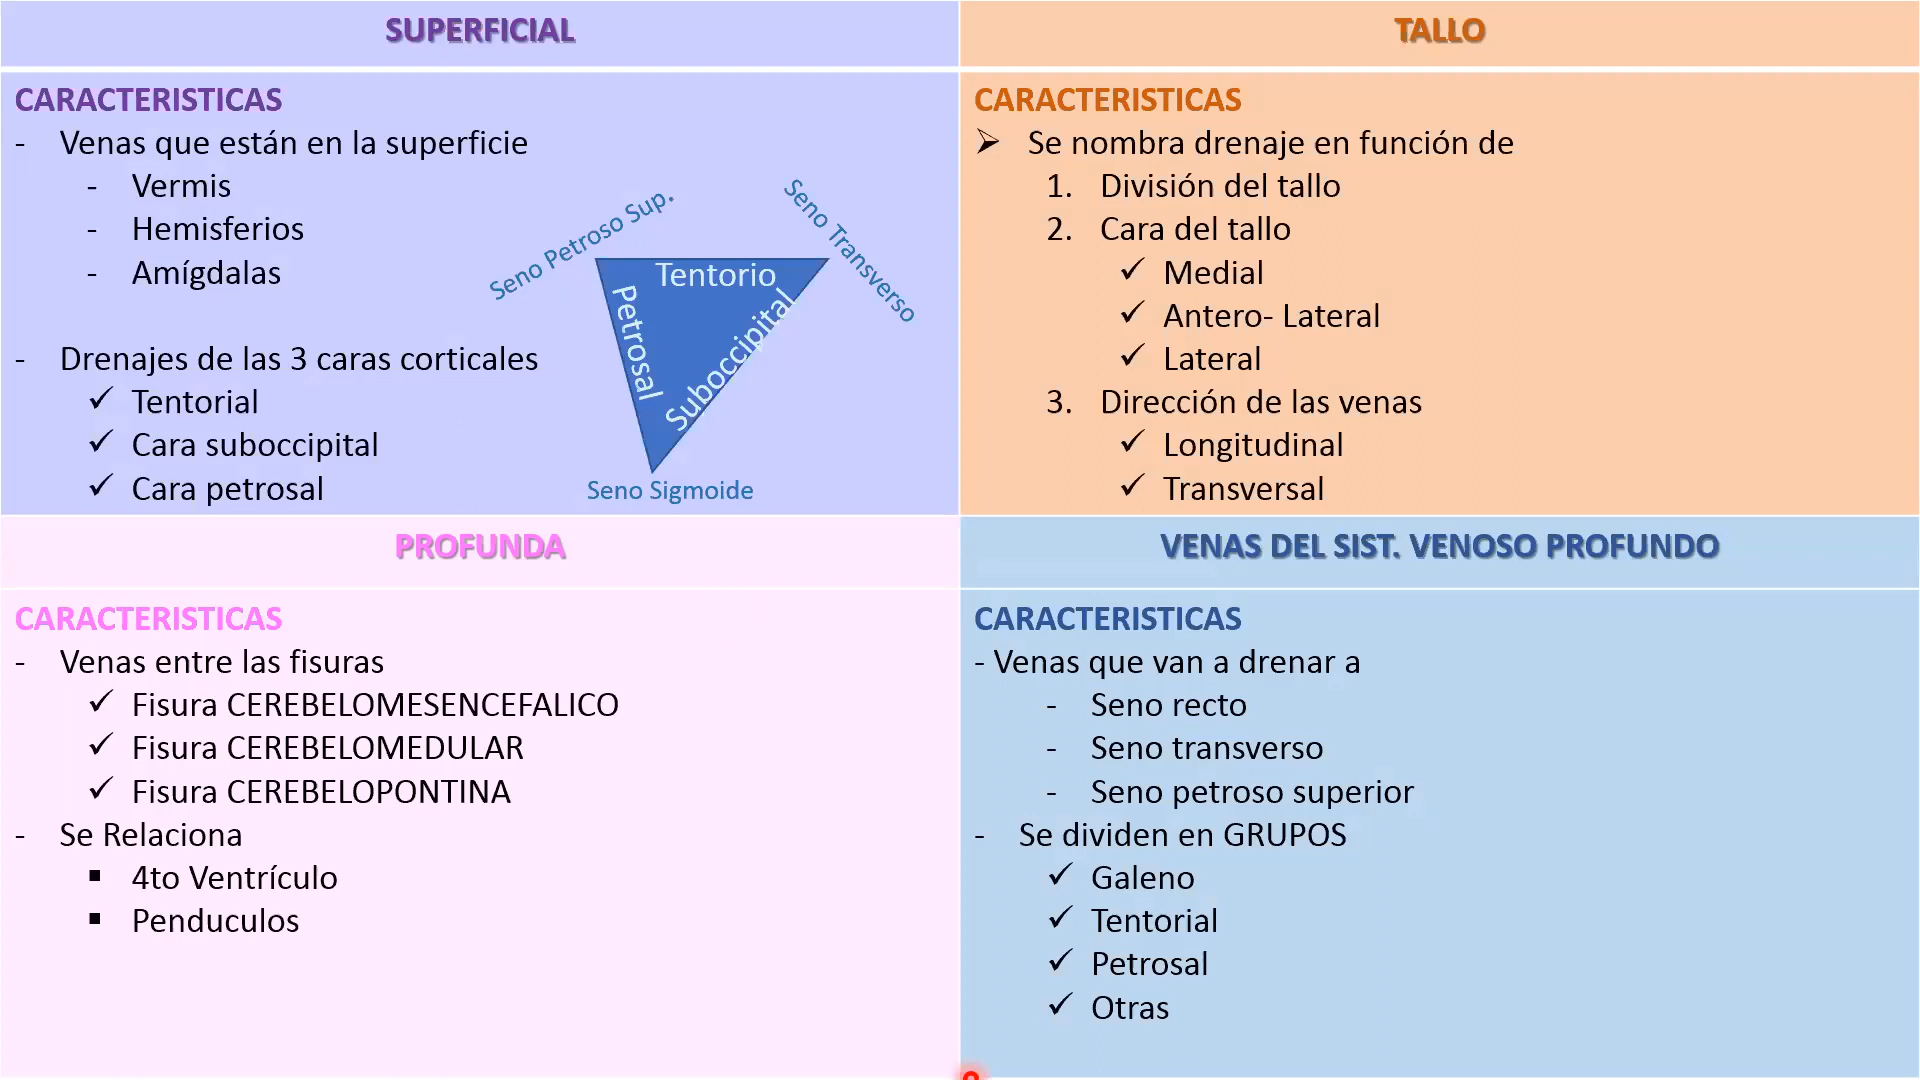 SUPERFICIAL
CARACTERISTICAS
- Venas que están en la superficie
- Vermis
- Hemisferios
- Amígdalas
- Drenajes de las 3 caras corticales
✓ Tentorial
✓ Cara suboccipital
✓ Cara petrosal
Seno Petroso Sup.
Seno Transverso
Tentorio
Petrosal
Suboccipital
Seno Sigmoide
TALLO
CARACTERISTICAS
➢ Se nombra drenaje en función de
1. División del tallo
2. Cara del tallo
✓ Medial
✓ Antero- Lateral
✓ Lateral
3. Dirección de las venas
✓ Longitudinal
✓ Transversal
PROFUNDA
CARACTERISTICAS
- Venas entre las fisuras
✓ Fisura CEREBELOMESENCEFALICO
✓ Fisura CEREBELOMEDULAR
✓ Fisura CEREBELOPONTINA
- Se Relaciona
▪ 4to Ventrículo
▪ Penduculos
VENAS DEL SIST. VENOSO PROFUNDO
CARACTERISTICAS
- Venas que van a drenar a
- Seno recto
- Seno transverso
- Seno petroso superior
- Se dividen en GRUPOS
✓ Galeno
✓ Tentorial
✓ Petrosal
✓ Otras